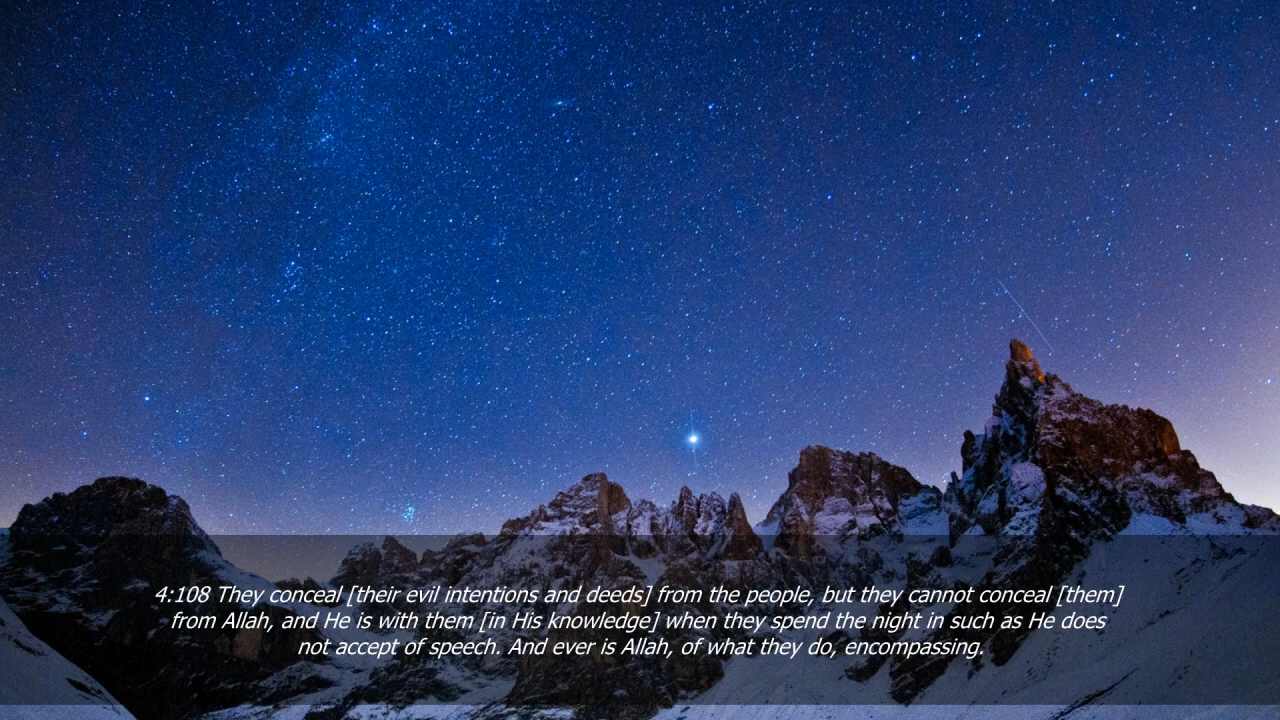 4:108 They conceal [their evil intentions and deeds] from the people, but they cannot conceal [them]
from Allah, and He is with them [in His knowledge] when they spend the night in such as He does
not accept of speech. And ever is Allah, of what they do, encompassing.